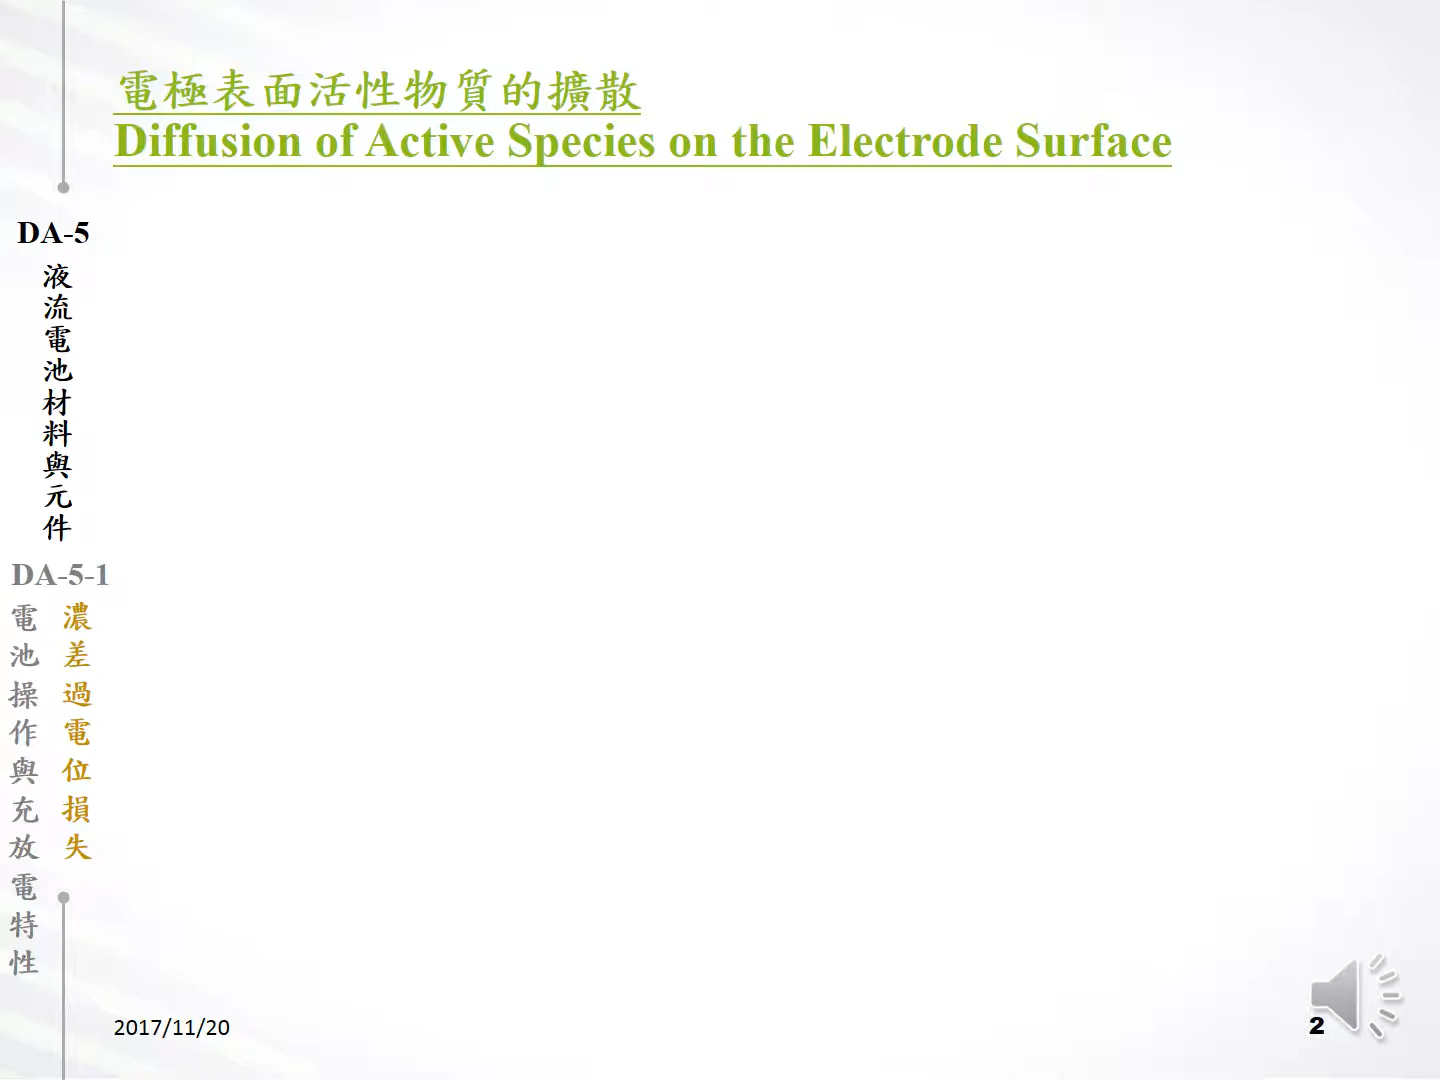 電極表面活性物質的擴散
Diffusion of Active Species on the Electrode Surface
DA-5
液流電池材料與元件
DA-5-1
電池操作與充放電特性
濃差過電位損失
2017/11/20
2